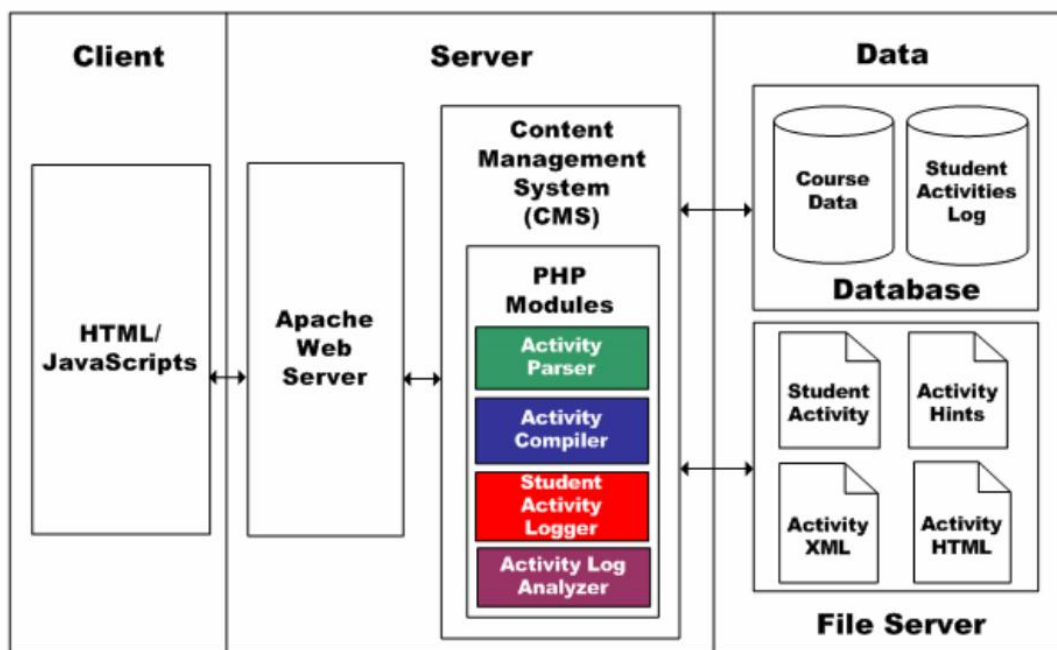 Client
HTML/
JavaScripts
Server
Apache
Web
Server
Content
Management
System
(CMS)
PHP
Modules
Activity
Parser
Activity
Compiler
Student
Activity
Logger
Activity Log
Analyzer
Data
Course
Data
Student
Activities
Log
Database
Student
Activity
Activity
Hints
Activity
XML
Activity
HTML
File Server